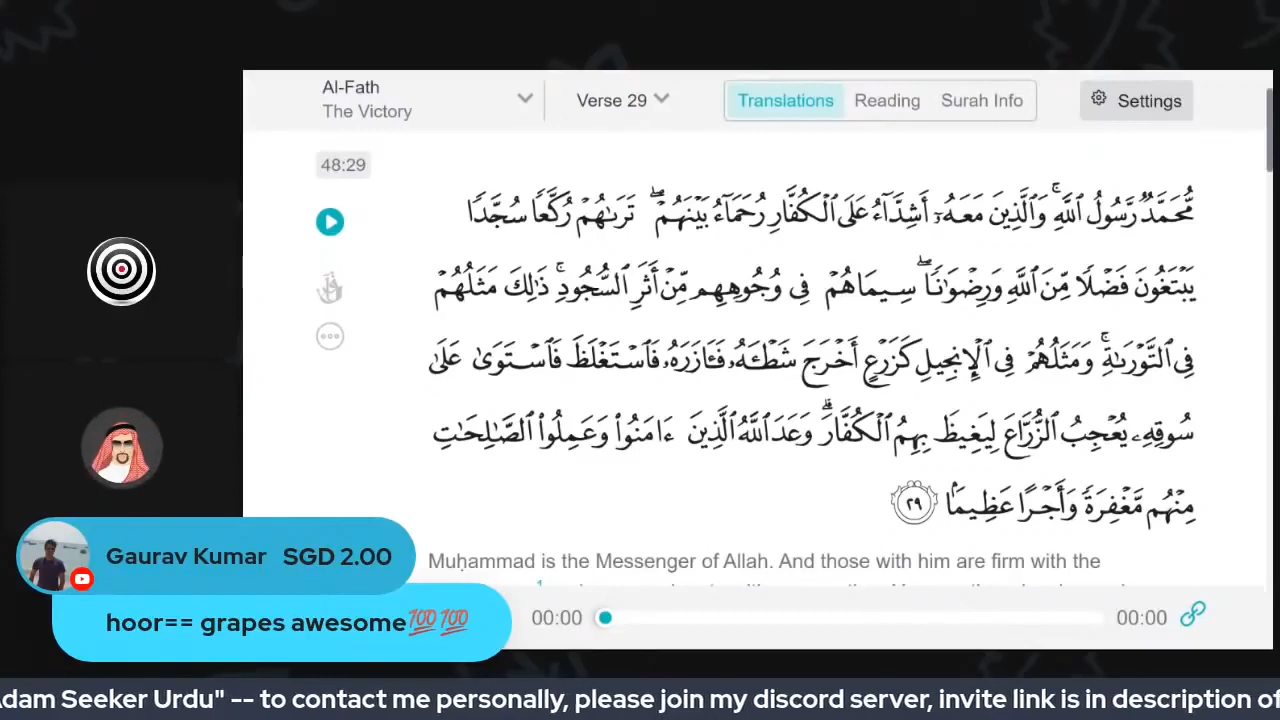 Al-Fath
The Victory
Verse 29
Translations
Reading
Surah Info
Settings
48:29
مُّحَمَّدٌ رَّسُولُ ٱللَّهِ ۚ وَٱلَّذِينَ مَعَهُۥٓ أَشِدَّآءُ عَلَى ٱلْكُفَّارِ رُحَمَآءُ بَيْنَهُمْ ۖ تَرَىٰهُمْ رُكَّعًا سُجَّدًا
يَبْتَغُونَ فَضْلًا مِّنَ ٱللَّهِ وَرِضْوَٰنًا ۖ سِيمَاهُمْ فِى وُجُوهِهِم مِّنْ أَثَرِ ٱلسُّجُودِ ۚ ذَٰلِكَ مَثَلُهُمْ
فِى ٱلتَّوْرَىٰةِ ۚ وَمَثَلُهُمْ فِى ٱلْإِنجِيلِ كَزَرْعٍ أَخْرَجَ شَطْـَٔهُۥ فَـَٔازَرَهُۥ فَٱسْتَغْلَظَ فَٱسْتَوَىٰ عَلَىٰ
سُوقِهِۦ يُعْجِبُ ٱلزُّرَّاعَ لِيَغِيظَ بِهِمُ ٱلْكُفَّارَ ۗ وَعَدَ ٱللَّهُ ٱلَّذِينَ ءَامَنُوا۟ وَعَمِلُوا۟ ٱلصَّـٰلِحَـٰتِ
مِنْهُم مَّغْفِرَةً وَأَجْرًا عَظِيمًۢا ٢٩
Muḥammad is the Messenger of Allah. And those with him are firm with the
1
Gaurav Kumar SGD 2.00
hoor== grapes awesome💯💯
00:00
00:00
dam Seeker Urdu" -- to contact me personally, please join my discord server, invite link is in description of